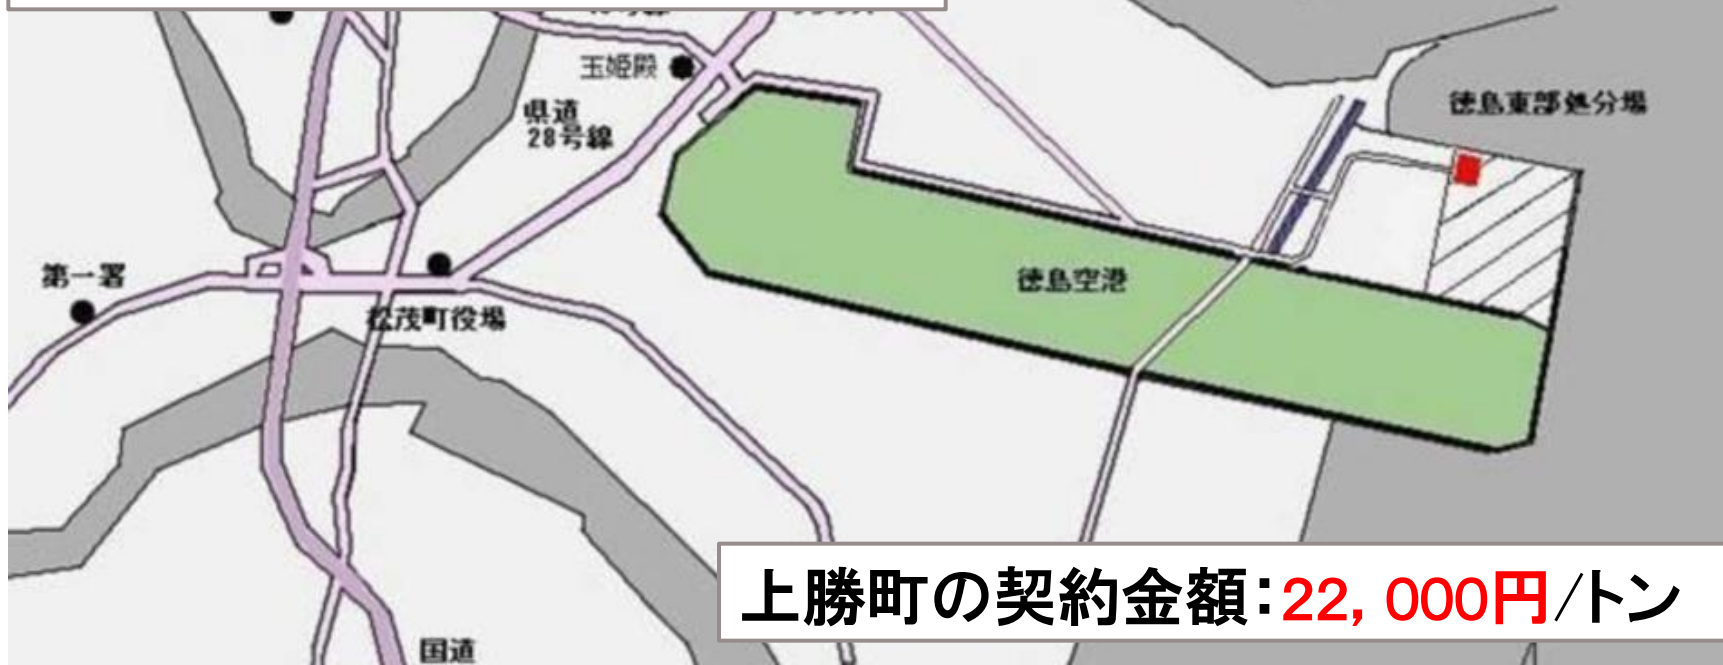 玉姫殿
県道
28号線
徳島東部処分場
第一署
松茂町役場
徳島空港
上勝町の契約金額：22,000円/トン
国道